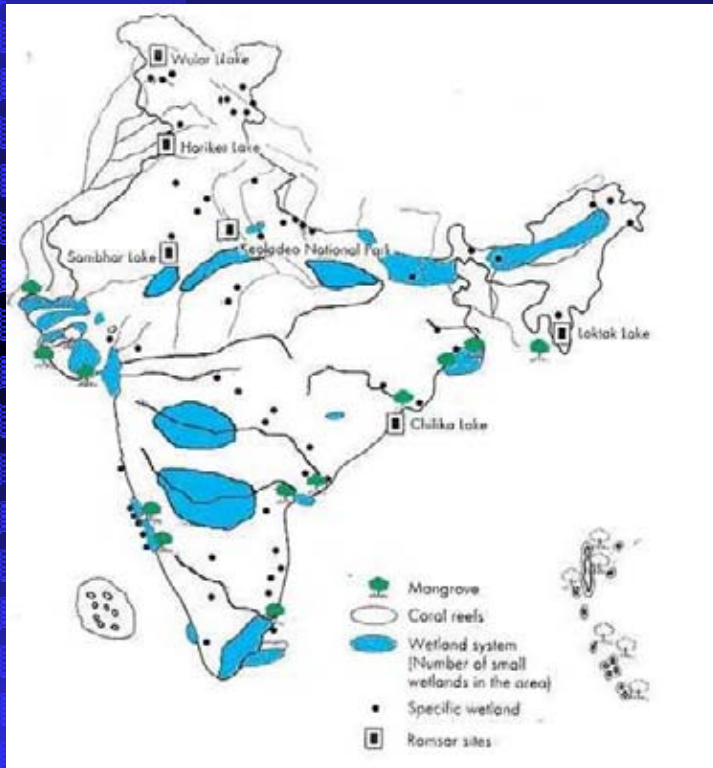 Wular Lake
Harike Lake
Keoladeo National Park
Sambhar Lake
Loktak Lake
Chilika Lake
Mangrove
Coral reefs
Wetland system
(Number of small
wetlands in the area)
Specific wetland
Ramsar sites